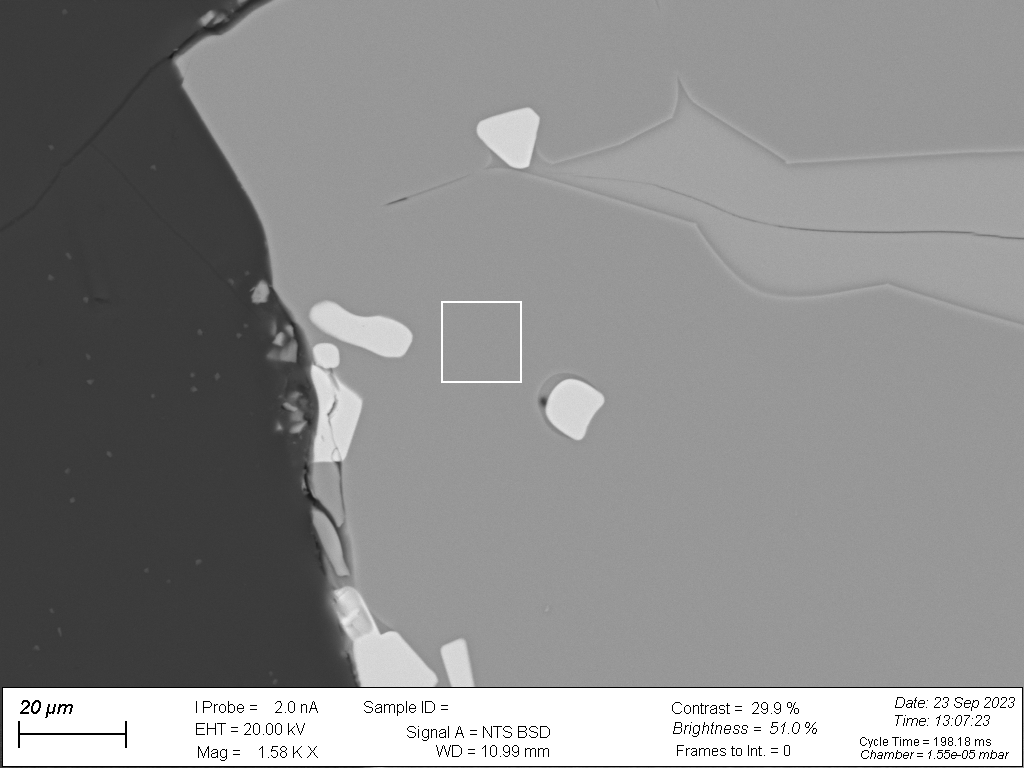 20 µm
I Probe = 2.0 nA
EHT = 20.00 kV
Mag = 1.58 K X
Sample ID =
Signal A = NTS BSD
WD = 10.99 mm
Contrast = 29.9 %
Brightness = 51.0 %
Frames to Int. = 0
Date: 23 Sep 2023
Time: 13:07:23
Cycle Time = 198.18 ms
Chamber = 1.55e-05 mbar